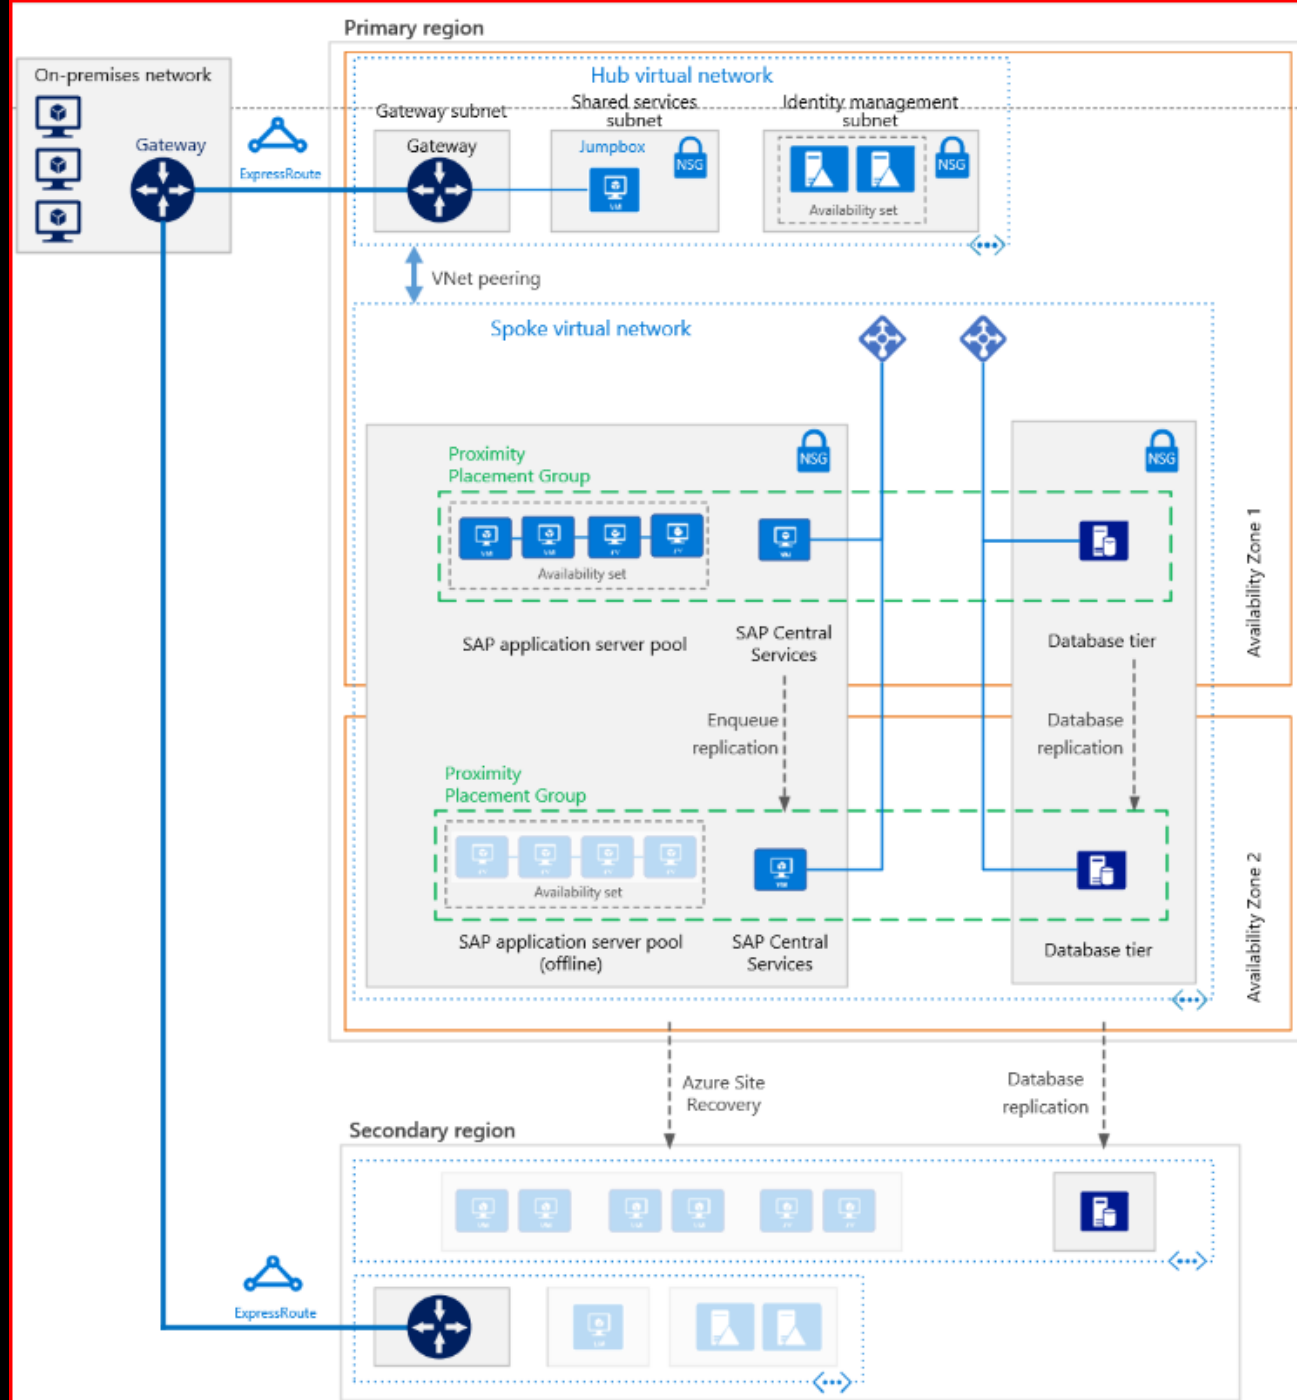 Primary region
On-premises network
Hub virtual network
Gateway subnet
Shared services
subnet
Identity management
subnet
Gateway
ExpressRoute
Gateway
Jumpbox
NSG
VM
Availability set
NSG
VNet peering
Spoke virtual network
Proximity
Placement Group
NSG
NSG
Availability set
SAP application server pool
SAP Central
Services
Database tier
Availability Zone 1
Enqueue
replication
Database
replication
Proximity
Placement Group
Availability set
SAP application server pool
(offline)
SAP Central
Services
Database tier
Availability Zone 2
Azure Site
Recovery
Database
replication
Secondary region
ExpressRoute